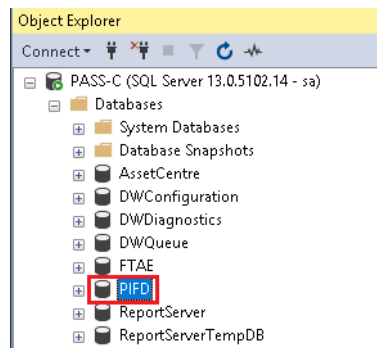 Object Explorer
Connect
PASS-C (SQL Server 13.0.5102.14 - sa)
Databases
System Databases
Database Snapshots
AssetCentre
DWConfiguration
DWDiagnostics
DWQueue
FTAE
PIFD
ReportServer
ReportServerTempDB